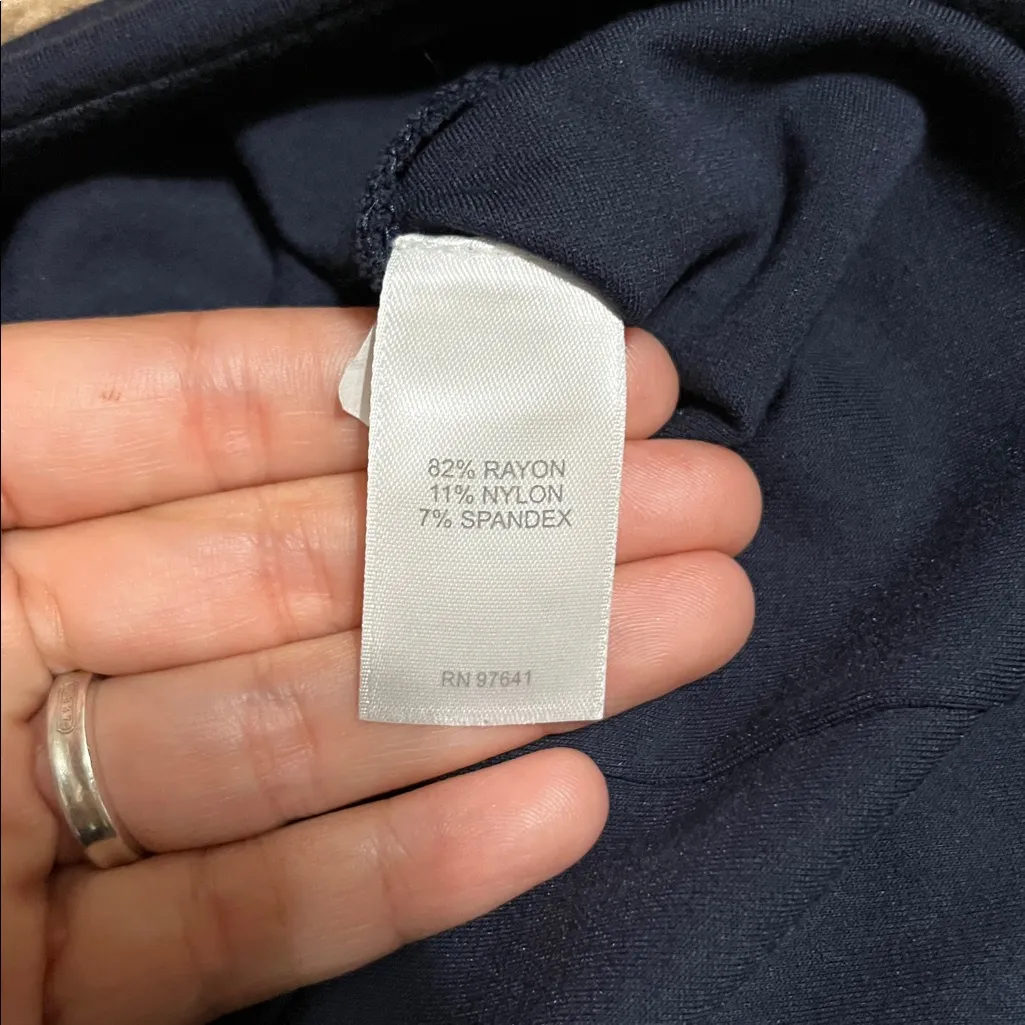 82% RAYON
11% NYLON
7% SPANDEX
RN 97641